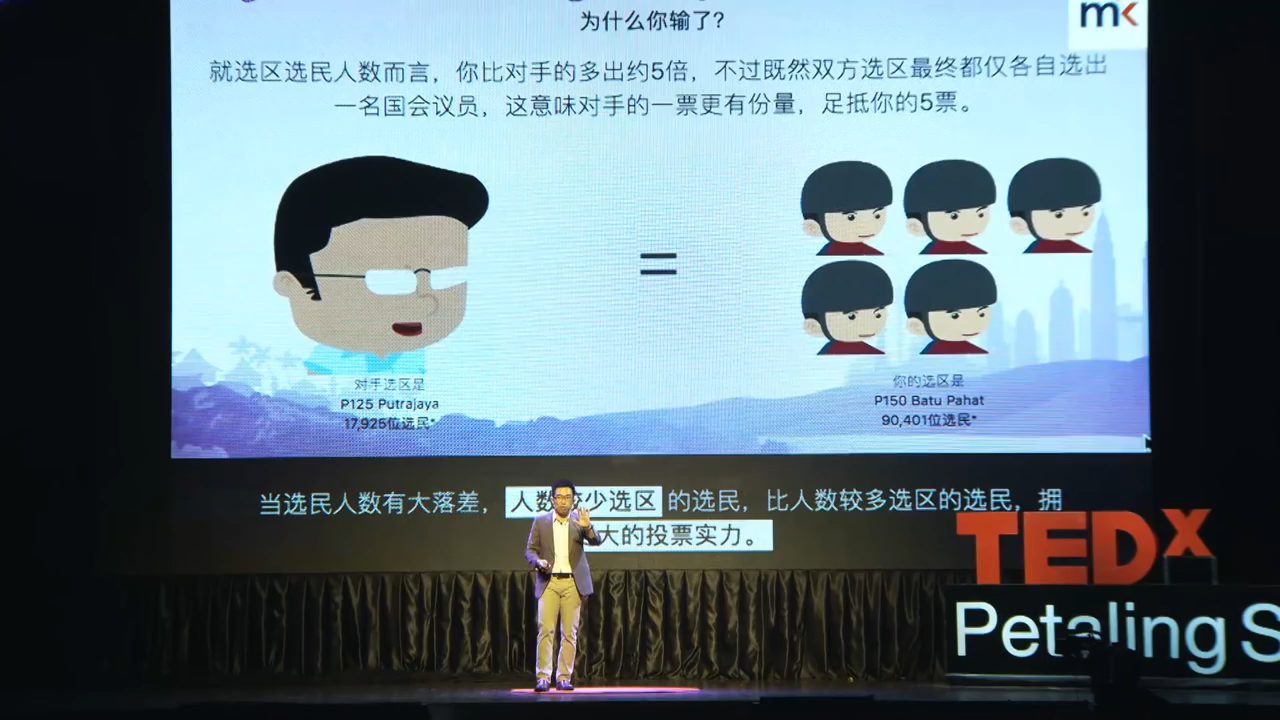 为什么你输了?
mk
就选区选民人数而言，你比对手的多出约5倍，不过既然双方选区最终都仅各自选出
一名国会议员，这意味对手的一票更有份量，足抵你的5票。
=
对手选区是
P125 Putrajaya
17,925位选民*
你的选区是
P150 Batu Pahat
90,401位选民*
当选民人数有大落差，人数较少选区 的选民，比人数较多选区的选民，拥
大的投票实力。
TEDx
Petaling S